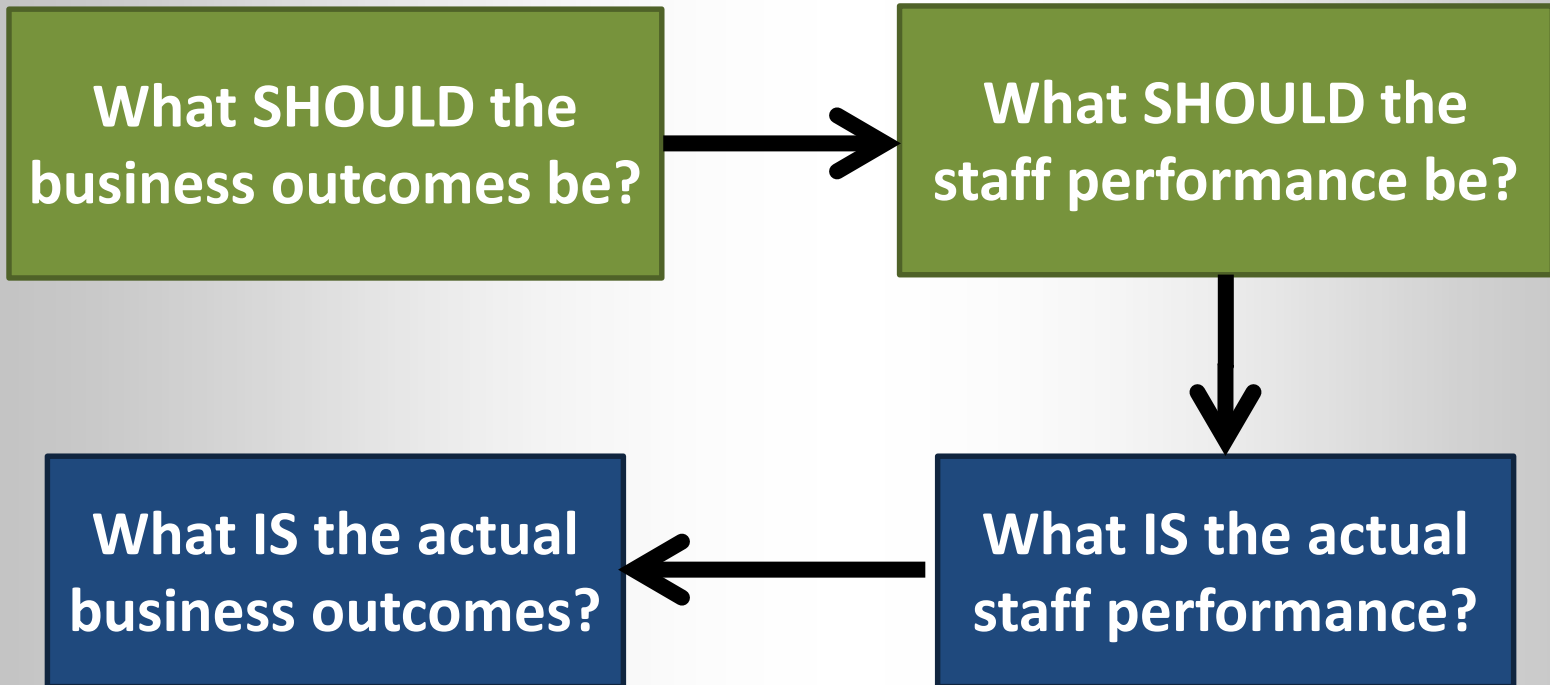 What SHOULD the
business outcomes be?
What SHOULD the
staff performance be?
What IS the actual
business outcomes?
What IS the actual
staff performance?